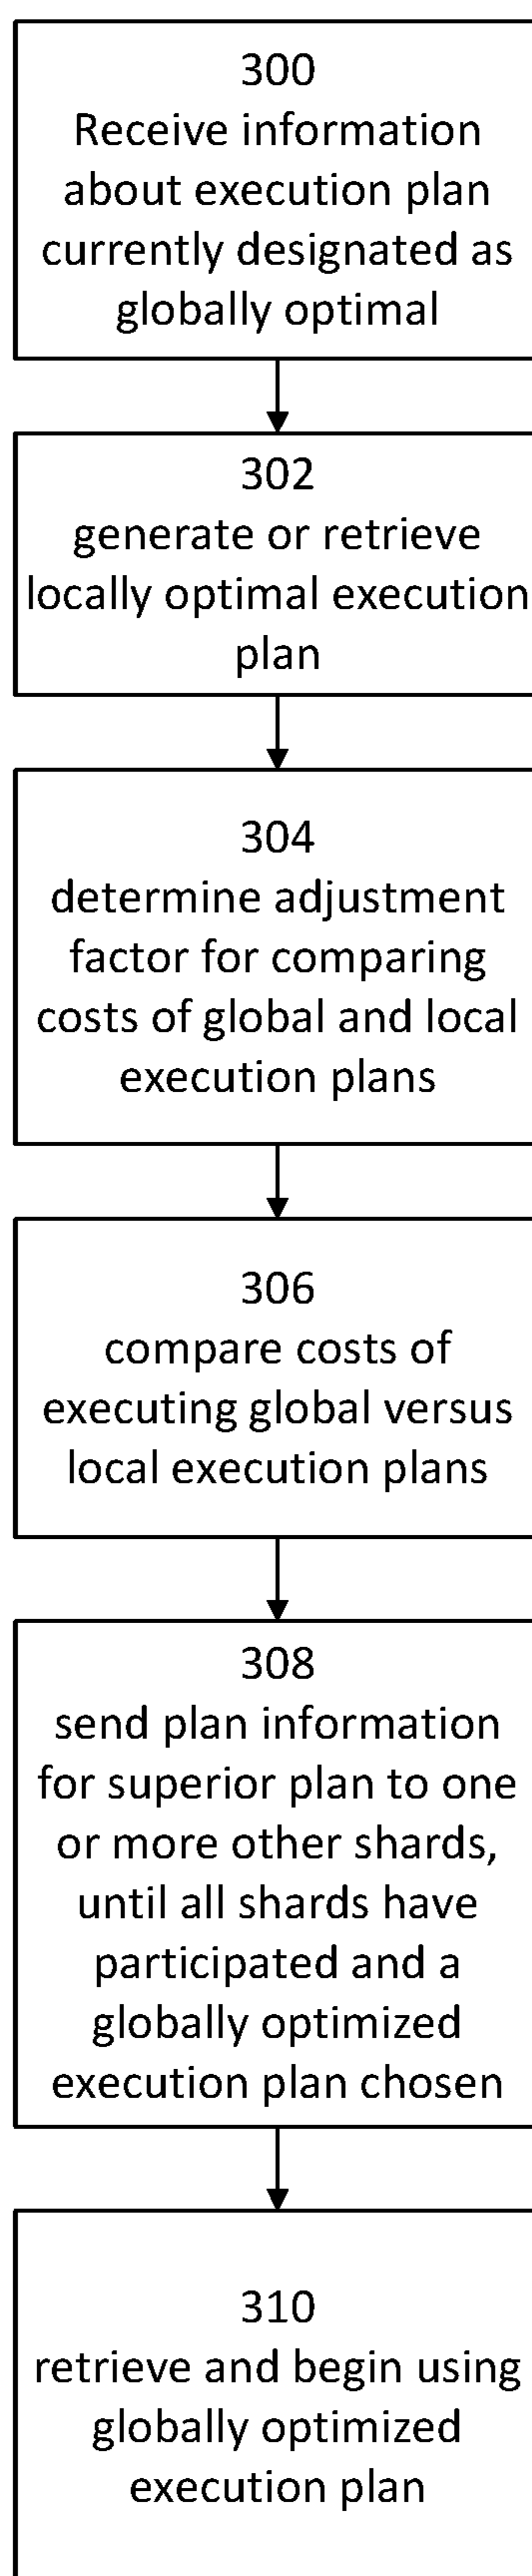 300
Receive information
about execution plan
currently designated as
globally optimal
302
generate or retrieve
locally optimal execution
plan
304
determine adjustment
factor for comparing
costs of global and local
execution plans
306
compare costs of
executing global versus
local execution plans
308
send plan information
for superior plan to one
or more other shards,
until all shards have
participated and a
globally optimized
execution plan chosen
310
retrieve and begin using
globally optimized
execution plan